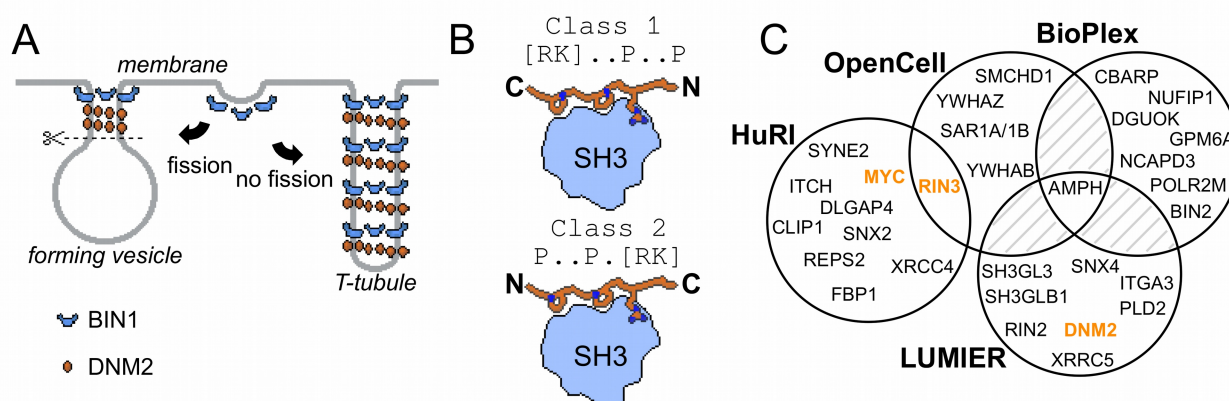 A
membrane
fission
no fission
forming vesicle
T-tubule
BIN1
DNM2
B
Class 1
[RK]..P..P
C
N
SH3
Class 2
P..P.[RK]
N
C
SH3
C
BioPlex
OpenCell
HuRI
LUMIER
SYNE2
MYC
ITCH
DLGAP4
CLIP1
SNX2
REPS2
XRCC4
FBP1
RIN3
SMCHD1
YWHAZ
SAR1A/1B
YWHAB
AMPH
CBARP
NUFIP1
DGUOK
GPM6A
NCAPD3
POLR2M
BIN2
SH3GL3
SNX4
ITGA3
SH3GLB1
PLD2
RIN2
DNM2
XRRC5